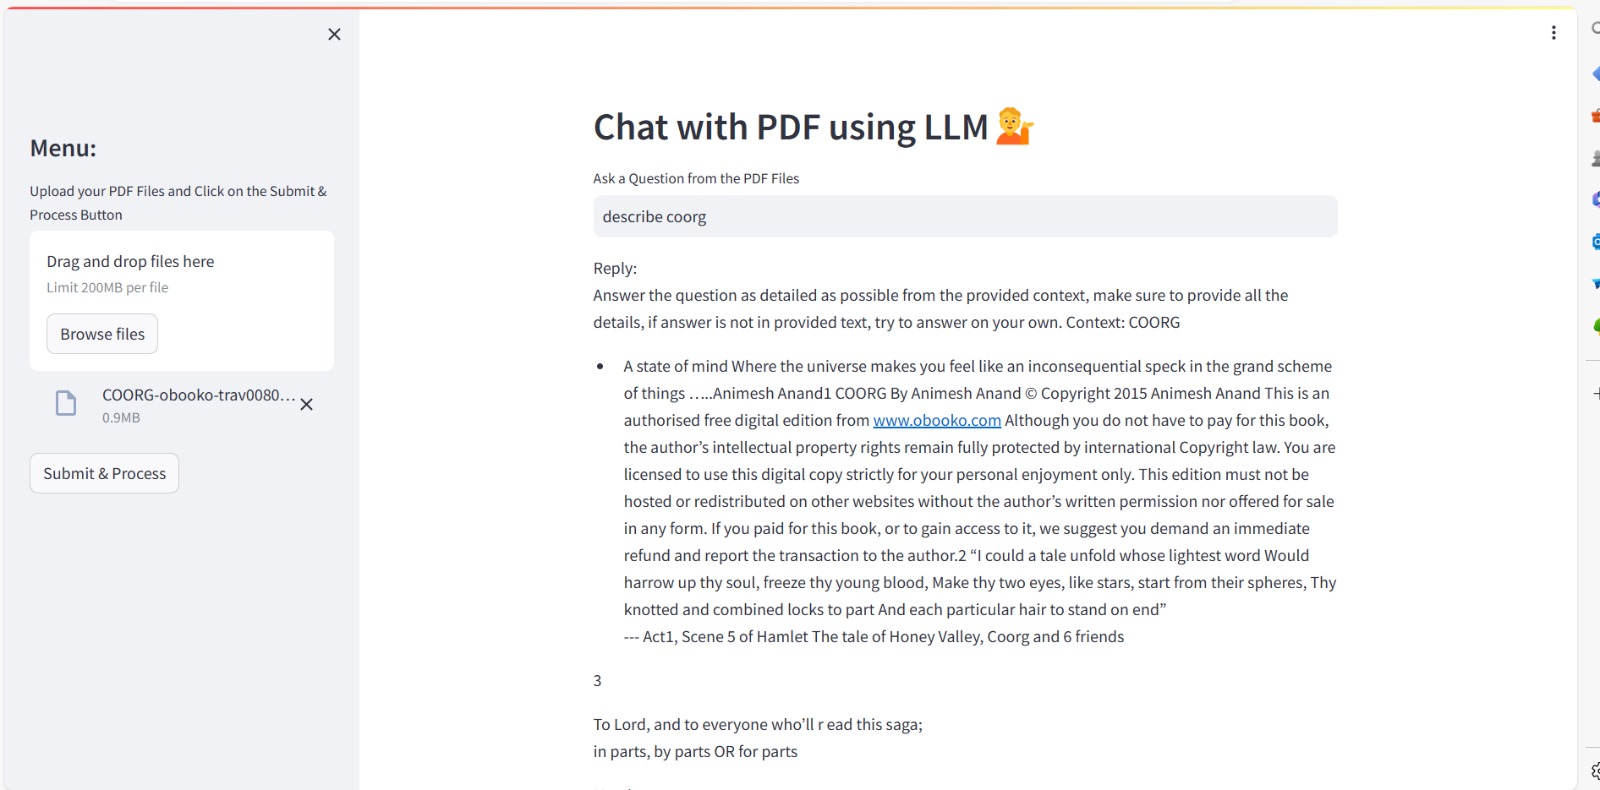 Menu:
Upload your PDF Files and Click on the Submit &
Process Button
Drag and drop files here
Limit 200MB per file
Browse files
COORG-obooko-trav0080...
0.9MB
Submit & Process
Chat with PDF using LLM
Ask a Question from the PDF Files
describe coorg
Reply:
Answer the question as detailed as possible from the provided context, make sure to provide all the
details, if answer is not in provided text, try to answer on your own. Context: COORG
• A state of mind Where the universe makes you feel like an inconsequential speck in the grand scheme
of things …..Animesh Anand1 COORG By Animesh Anand © Copyright 2015 Animesh Anand This is an
authorised free digital edition from www.obooko.com Although you do not have to pay for this book,
the author’s intellectual property rights remain fully protected by international Copyright law. You are
licensed to use this digital copy strictly for your personal enjoyment only. This edition must not be
hosted or redistributed on other websites without the author’s written permission nor offered for sale
in any form. If you paid for this book, or to gain access to it, we suggest you demand an immediate
refund and report the transaction to the author.2 “I could a tale unfold whose lightest word Would
harrow up thy soul, freeze thy young blood, Make thy two eyes, like stars, start from their spheres, Thy
knotted and combined locks to part And each particular hair to stand on end”
--- Act1, Scene 5 of Hamlet The tale of Honey Valley, Coorg and 6 friends
3
To Lord, and to everyone who’ll r ead this saga;
in parts, by parts OR for parts